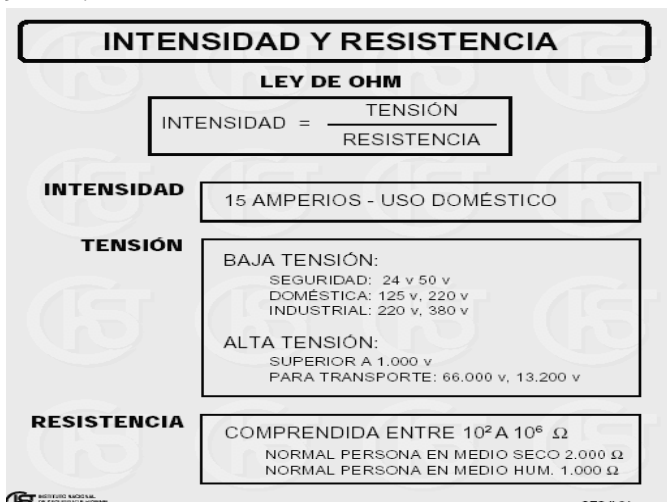 INTENSIDAD Y RESISTENCIA
LEY DE OHM
INTENSIDAD = TENSIÓN
RESISTENCIA
INTENSIDAD
15 AMPERIOS - USO DOMÉSTICO
TENSIÓN
BAJA TENSIÓN:
SEGURIDAD: 24 v 50 v
DOMÉSTICA: 125 v, 220 v
INDUSTRIAL: 220 v, 380 v
ALTA TENSIÓN:
SUPERIOR A 1.000 v
PARA TRANSPORTE: 66.000 v, 13.200 v
RESISTENCIA
COMPRENDIDA ENTRE 10² A 10⁶ Ω
NORMAL PERSONA EN MEDIO SECO 2.000 Ω
NORMAL PERSONA EN MEDIO HUM. 1.000 Ω
INSTITUTO NACIONAL